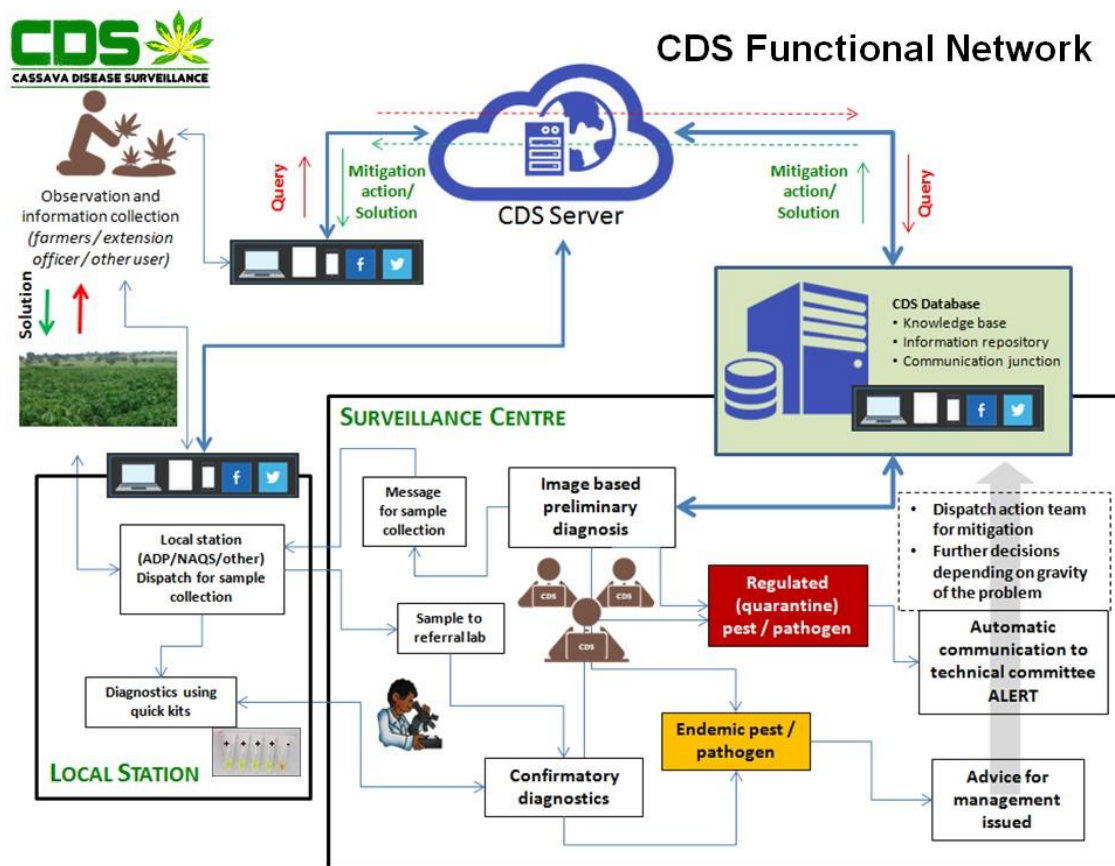 CDS
CASSAVA DISEASE SURVEILLANCE
CDS Functional Network
Observation and
information collection
(farmers / extension
officer / other user)
Solution
Query
Mitigation
action/
Solution
CDS Server
Mitigation
action/
Solution
Query
f
CDS Database
• Knowledge base
• Information repository
• Communication junction
f
SURVEILLANCE CENTRE
f
Message
for sample
collection
Image based
preliminary
diagnosis
• Dispatch action team
for mitigation
• Further decisions
depending on gravity
of the problem
Local station
(ADP/NAQS/other)
Dispatch for sample
collection
CDS
CDS
CDS
Regulated
(quarantine)
pest / pathogen
Sample to
referral lab
Automatic
communication to
technical committee
ALERT
Diagnostics using
quick kits
+ + + + -
Endemic pest /
pathogen
LOCAL STATION
Confirmatory
diagnostics
Advice for
management
issued